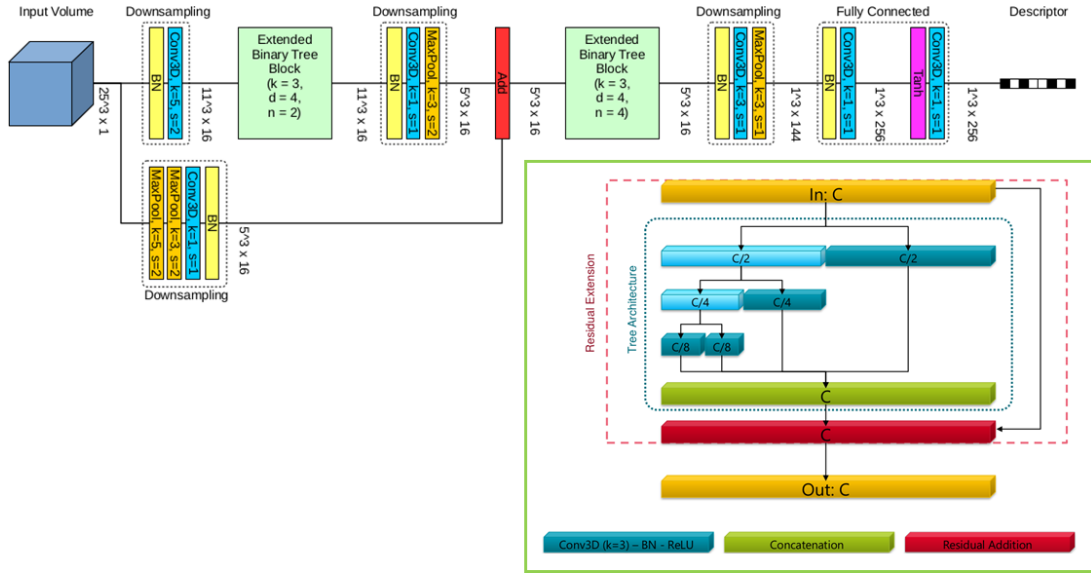 Input Volume
Downsampling
Downsampling
Downsampling
Fully Connected
Descriptor
25^3 x 1
BN
Conv3D, k=5, s=2
11^3 x 16
Extended
Binary Tree
Block
(k = 3,
d = 4,
n = 2)
11^3 x 16
BN
Conv3D, k=1, s=1
MaxPool, k=3, s=2
5^3 x 16
Add
5^3 x 16
Extended
Binary Tree
Block
(k = 3,
d = 4,
n = 4)
5^3 x 16
BN
Conv3D, k=3, s=1
MaxPool, k=3, s=1
1^3 x 144
BN
Conv3D, k=1, s=1
1^3 x 256
Tanh
Conv3D, k=1, s=1
1^3 x 256
MaxPool, k=5, s=2
MaxPool, k=3, s=2
Conv3D, k=1, s=1
BN
5^3 x 16
Downsampling
Residual Extension
Tree Architecture
In: C
C/2
C/2
C/4
C/4
C/8
C/8
C
C
Out: C
Conv3D (k=3) – BN - ReLU
Concatenation
Residual Addition